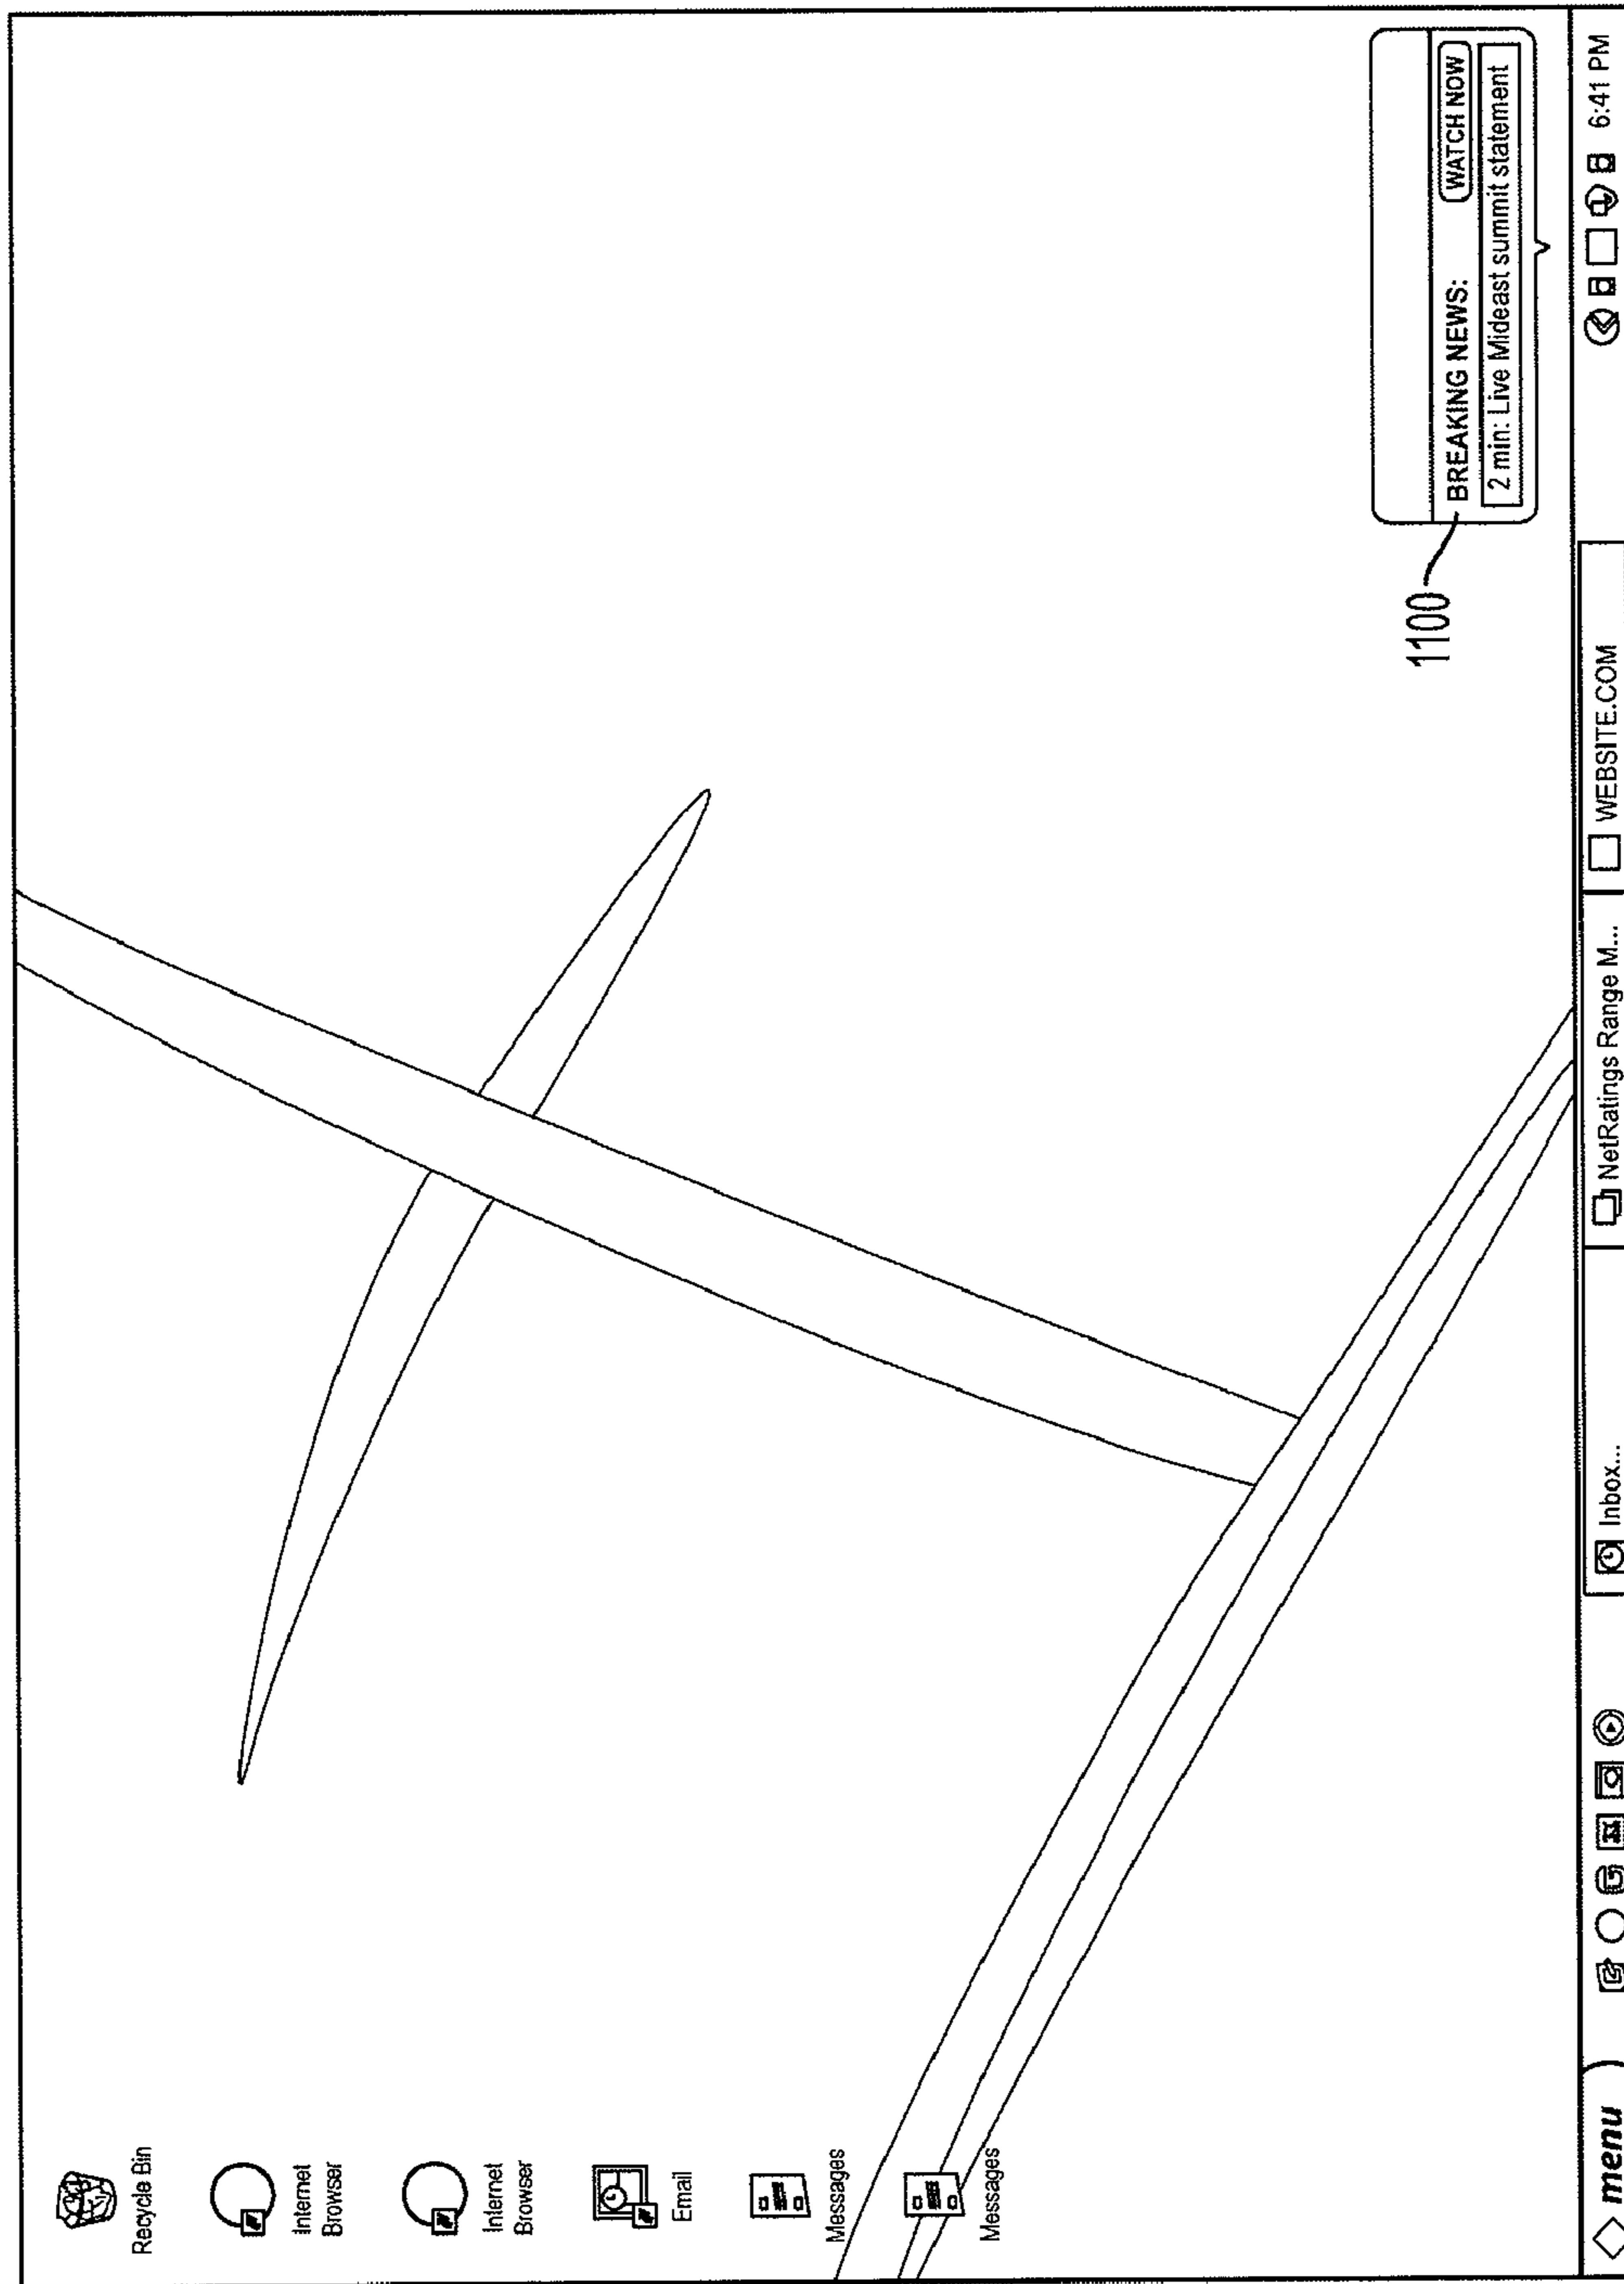 Recycle Bin
Internet
Browser
Internet
Browser
Email
Messages
Messages
1100
BREAKING NEWS:
WATCH NOW
2 min: Live Mideast summit statement
menu
Inbox...
NetRatings Range M...
WEBSITE.COM
6:41 PM